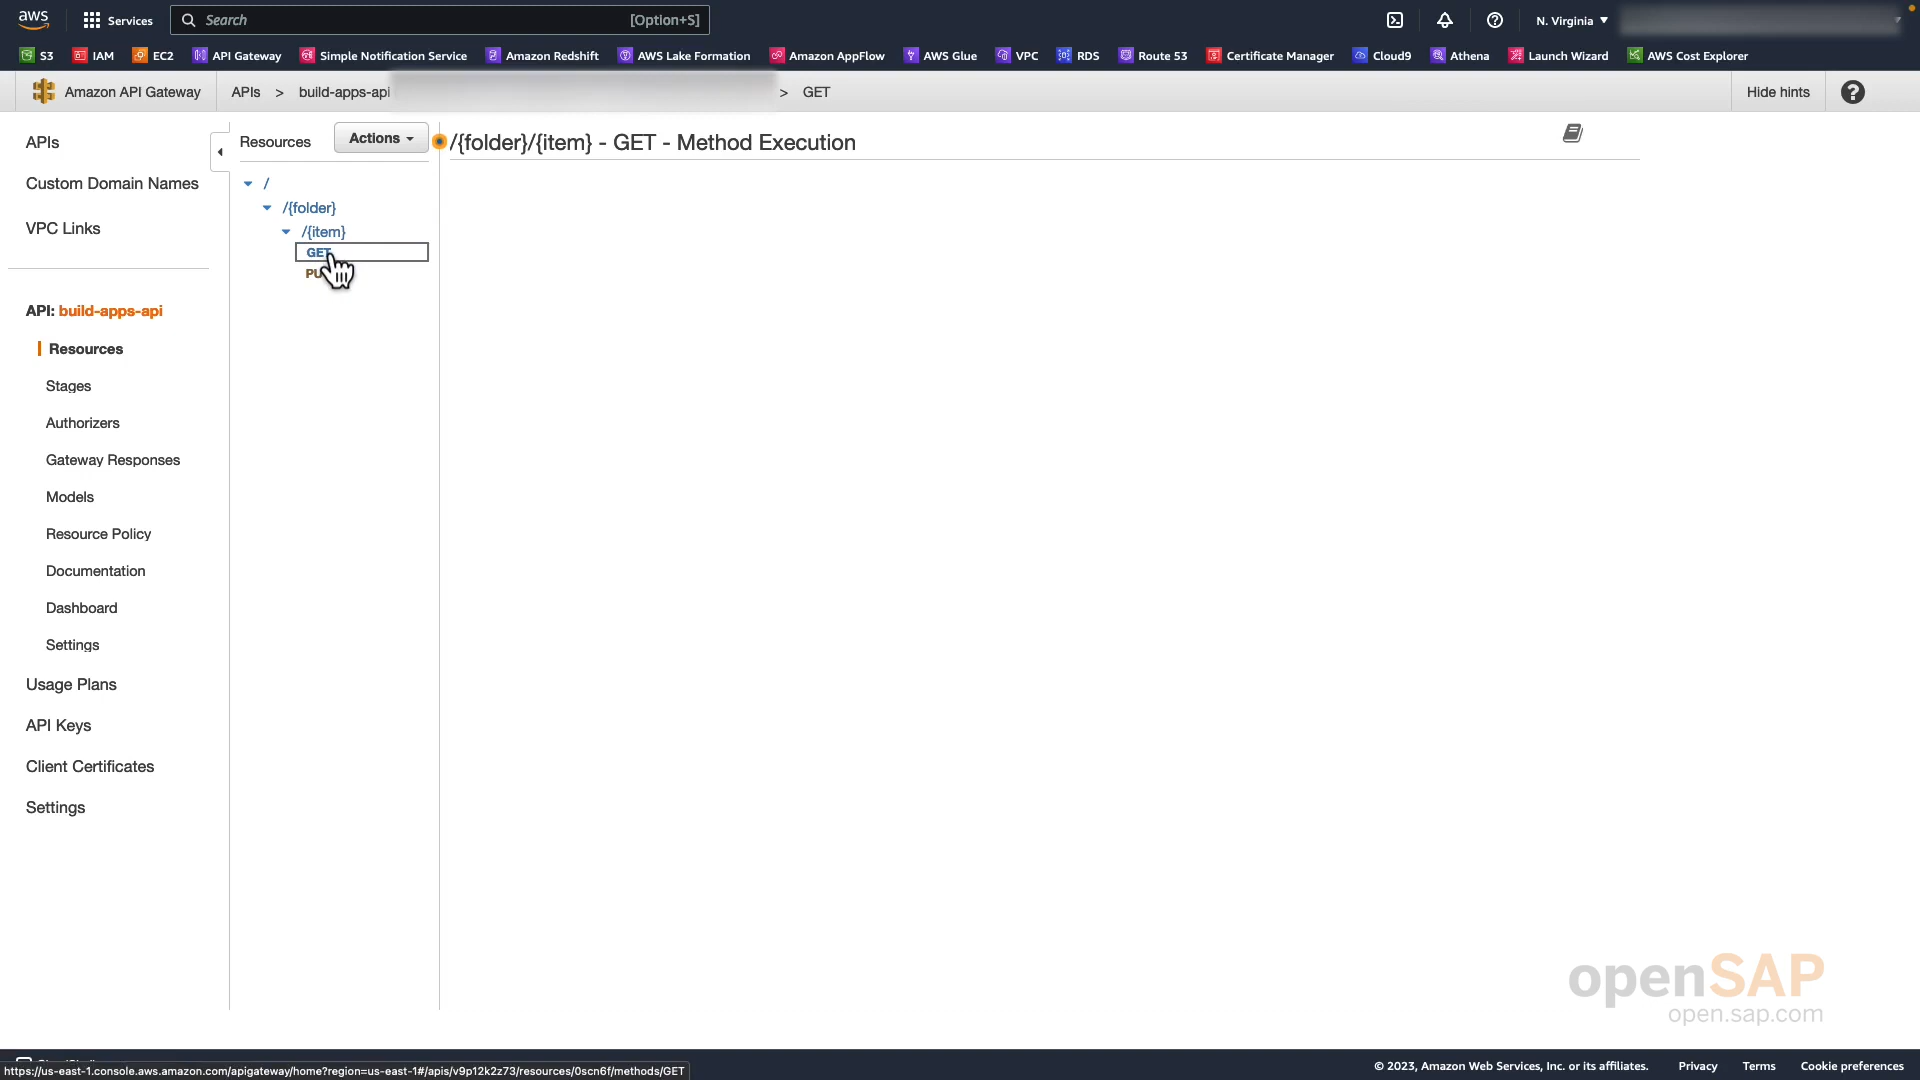 aws
Services
Search
[Option+S]
N. Virginia
S3
IAM
EC2
API Gateway
Simple Notification Service
Amazon Redshift
AWS Lake Formation
Amazon AppFlow
AWS Glue
VPC
RDS
Route 53
Certificate Manager
Cloud9
Athena
Launch Wizard
AWS Cost Explorer
Amazon API Gateway
APIs > build-apps-api
> GET
Hide hints
APIs
Custom Domain Names
VPC Links
API: build-apps-api
Resources
Stages
Authorizers
Gateway Responses
Models
Resource Policy
Documentation
Dashboard
Settings
Usage Plans
API Keys
Client Certificates
Settings
Resources
Actions
/
/{folder}
/{item}
GET
/{folder}/{item} - GET - Method Execution
openSAP
open.sap.com
https://us-east-1.console.aws.amazon.com/apigateway/home?region=us-east-1#/apis/v9p12k2z73/resources/0scn6f/methods/GET
© 2023, Amazon Web Services, Inc. or its affiliates.
Privacy
Terms
Cookie preferences